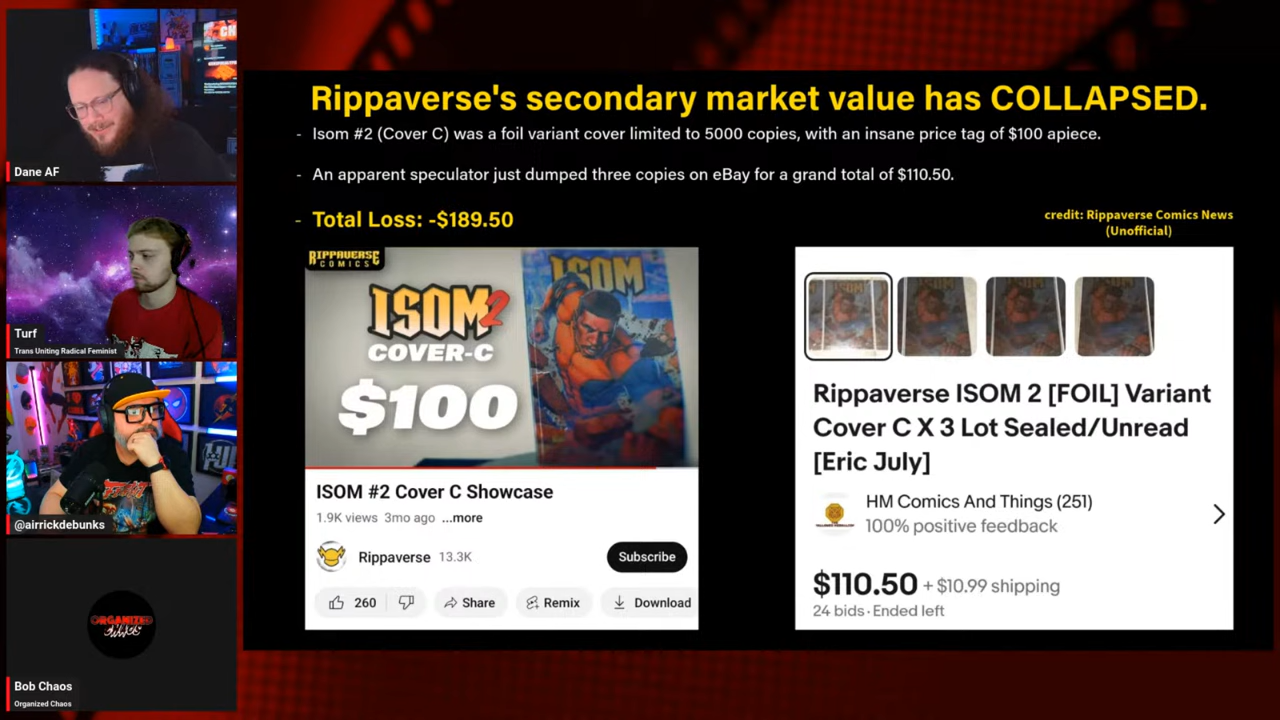 Rippaverse's secondary market value has COLLAPSED.
- Isom #2 (Cover C) was a foil variant cover limited to 5000 copies, with an insane price tag of $100 apiece.
- An apparent speculator just dumped three copies on eBay for a grand total of $110.50.
- Total Loss: -$189.50
credit: Rippaverse Comics News
(Unofficial)
Dane AF
Turf
Trans Uniting Radical Feminist
@airrickdebunks
ORGANIZED
CHAOS
Bob Chaos
Organized Chaos
RIPPAVERSE
COMICS
ISOM 2
COVER-C
$100
ISOM
ISOM #2 Cover C Showcase
1.9K views 3mo ago ...more
Rippaverse 13.3K
Subscribe
260 Share Remix Download
Rippaverse ISOM 2 [FOIL] Variant
Cover C X 3 Lot Sealed/Unread
[Eric July]
HM Comics And Things (251)
100% positive feedback
$110.50 + $10.99 shipping
24 bids · Ended left